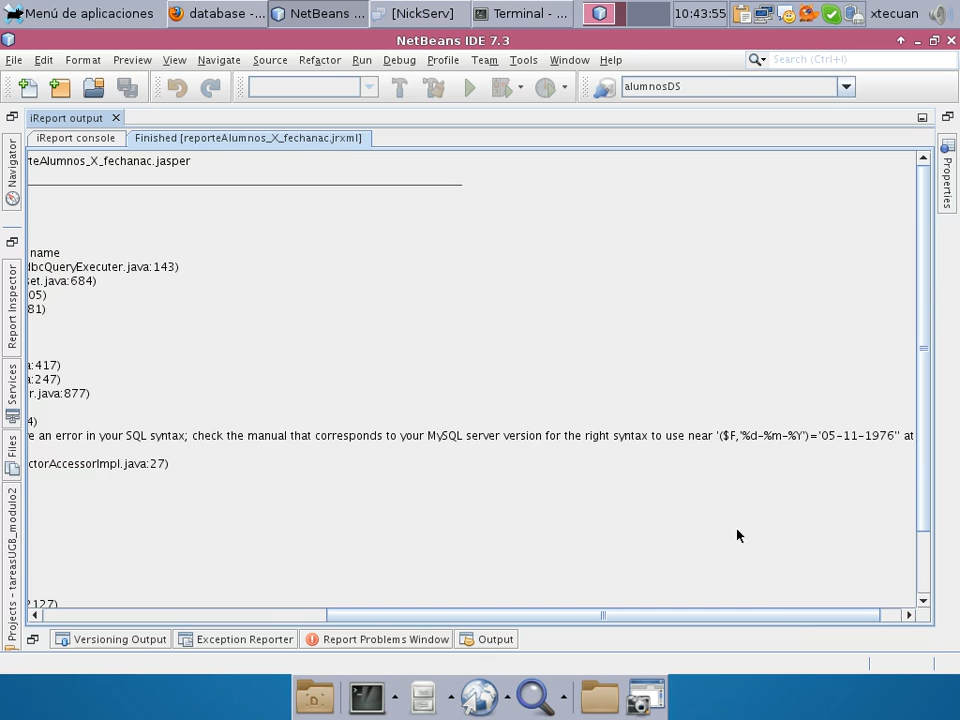 Menú de aplicaciones
database -...
NetBeans ...
[NickServ]
Terminal - ...
10:43:55
xtecuan
NetBeans IDE 7.3
File Edit Format Preview View Navigate Source Refactor Run Debug Profile Team Tools Window Help
Search (Ctrl+I)
alumnosDS
iReport output
iReport console
Finished [reporteAlumnos_X_fechanac.jrxml]
Navigator
Report Inspector
Services
Files
Projects - tareasUGB_modulo2
Properties
rteAlumnos_X_fechanac.jasper
name
dbcQueryExecuter.java:143)
set.java:684)
05)
81)
a:417)
a:247)
r.java:877)
4)
e an error in your SQL syntax; check the manual that corresponds to your MySQL server version for the right syntax to use near '($F,'%d-%m-%Y')='05-11-1976'' at
ctorAccessorImpl.java:27)
2127)
Versioning Output
Exception Reporter
Report Problems Window
Output